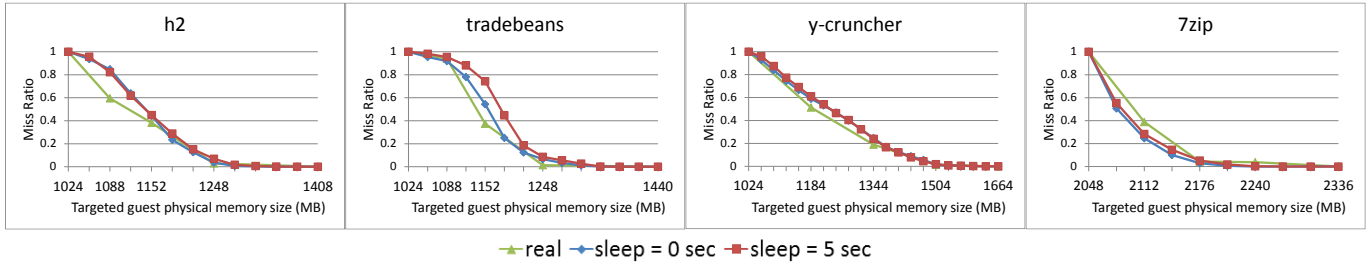 h2
Miss Ratio
1
0.8
0.6
0.4
0.2
0
1024 1088 1152 1248 1408
Targeted guest physical memory size (MB)
tradebeans
Miss Ratio
1
0.8
0.6
0.4
0.2
0
1024 1088 1152 1248 1440
Targeted guest physical memory size (MB)
y-cruncher
Miss Ratio
1
0.8
0.6
0.4
0.2
0
1024 1184 1344 1504 1664
Targeted guest physical memory size (MB)
7zip
Miss Ratio
1
0.8
0.6
0.4
0.2
0
2048 2112 2176 2240 2336
Targeted guest physical memory size (MB)
real sleep = 0 sec sleep = 5 sec